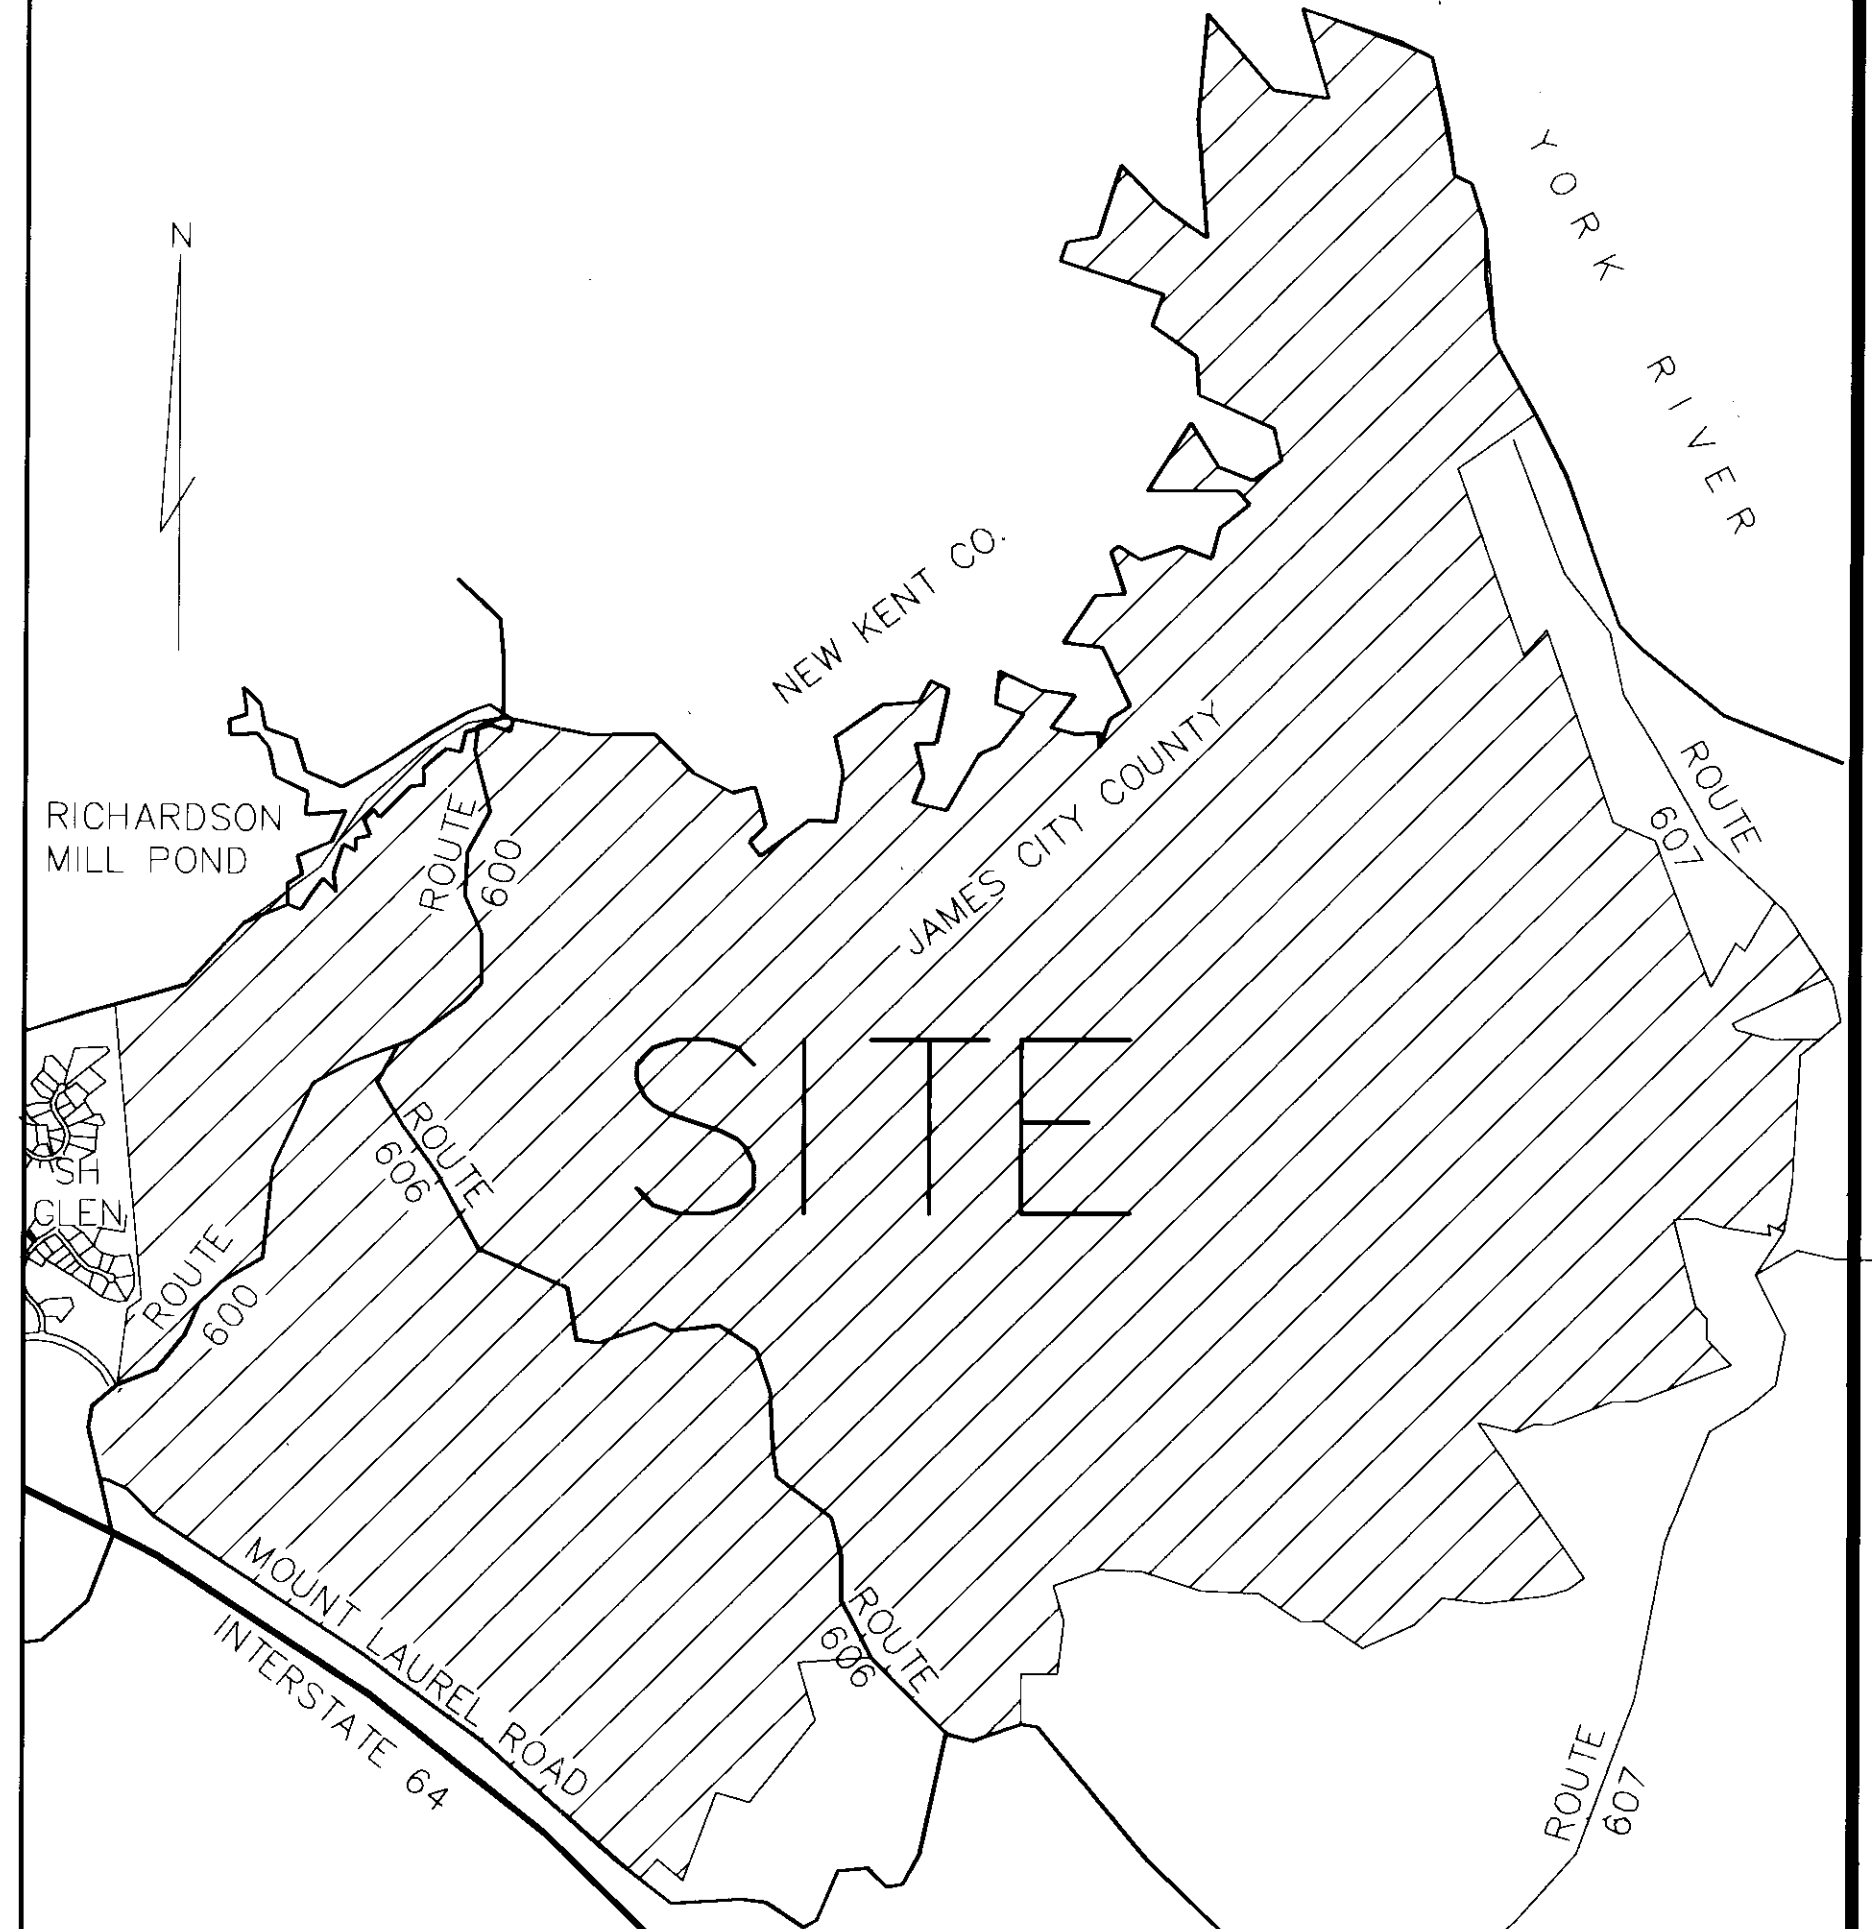 N
YORK RIVER
NEW KENT CO.
JAMES CITY COUNTY
RICHARDSON
MILL POND
ROUTE
600
ROUTE
607
SITE
ROUTE
606
SH
GLEN
ROUTE
600
MOUNT LAUREL ROAD
INTERSTATE 64
ROUTE
606
ROUTE
607